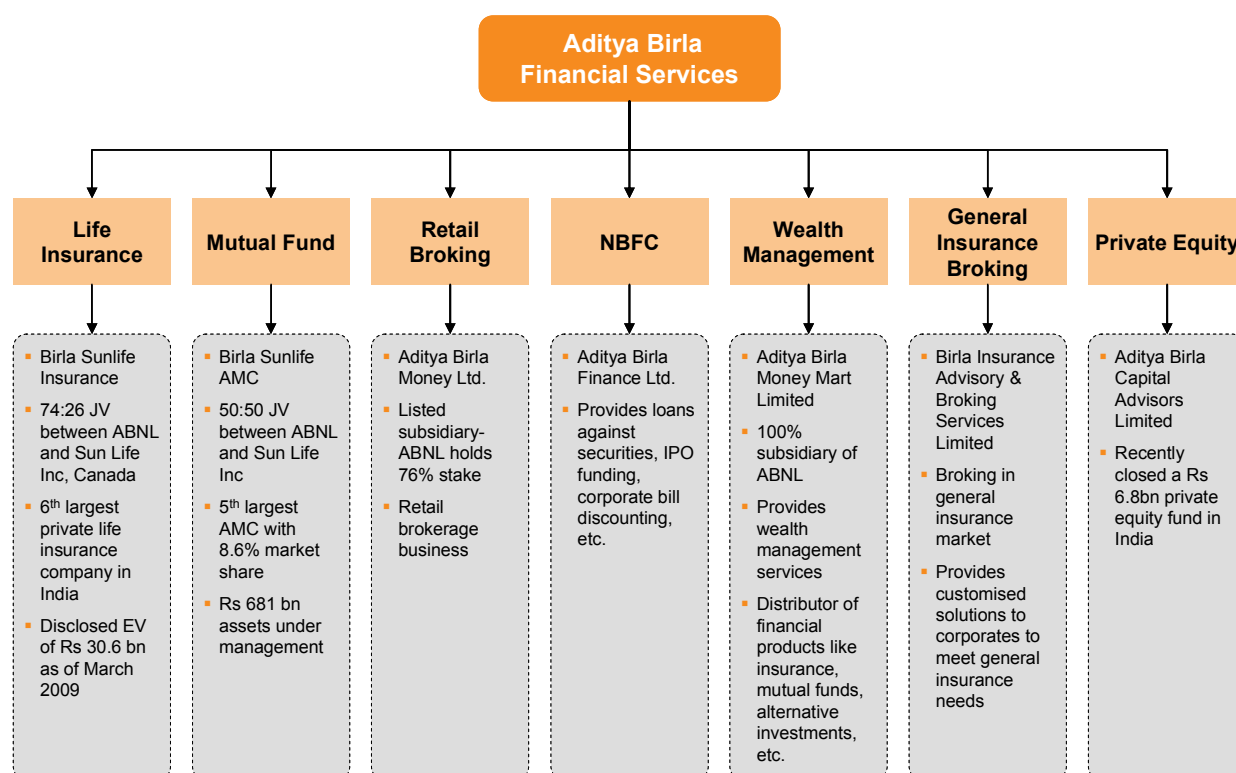 Aditya Birla
Financial Services
Life
Insurance
Mutual Fund
Retail
Broking
NBFC
Wealth
Management
General
Insurance
Broking
Private Equity
Birla Sunlife
Insurance
74:26 JV
between ABNL
and Sun Life
Inc, Canada
6th largest
private life
insurance
company in
India
Disclosed EV
of Rs 30.6 bn
as of March
2009
Birla Sunlife
AMC
50:50 JV
between ABNL
and Sun Life
Inc
5th largest
AMC with
8.6% market
share
Rs 681 bn
assets under
management
Aditya Birla
Money Ltd.
Listed
subsidiary-
ABNL holds
76% stake
Retail
brokerage
business
Aditya Birla
Finance Ltd.
Provides loans
against
securities, IPO
funding,
corporate bill
discounting,
etc.
Aditya Birla
Money Mart
Limited
100%
subsidiary of
ABNL
Provides
wealth
management
services
Distributor of
financial
products like
insurance,
mutual funds,
alternative
investments,
etc.
Birla Insurance
Advisory &
Broking
Services
Limited
Broking in
general
insurance
market
Provides
customised
solutions to
corporates to
meet general
insurance
needs
Aditya Birla
Capital
Advisors
Limited
Recently
closed a Rs
6.8bn private
equity fund in
India